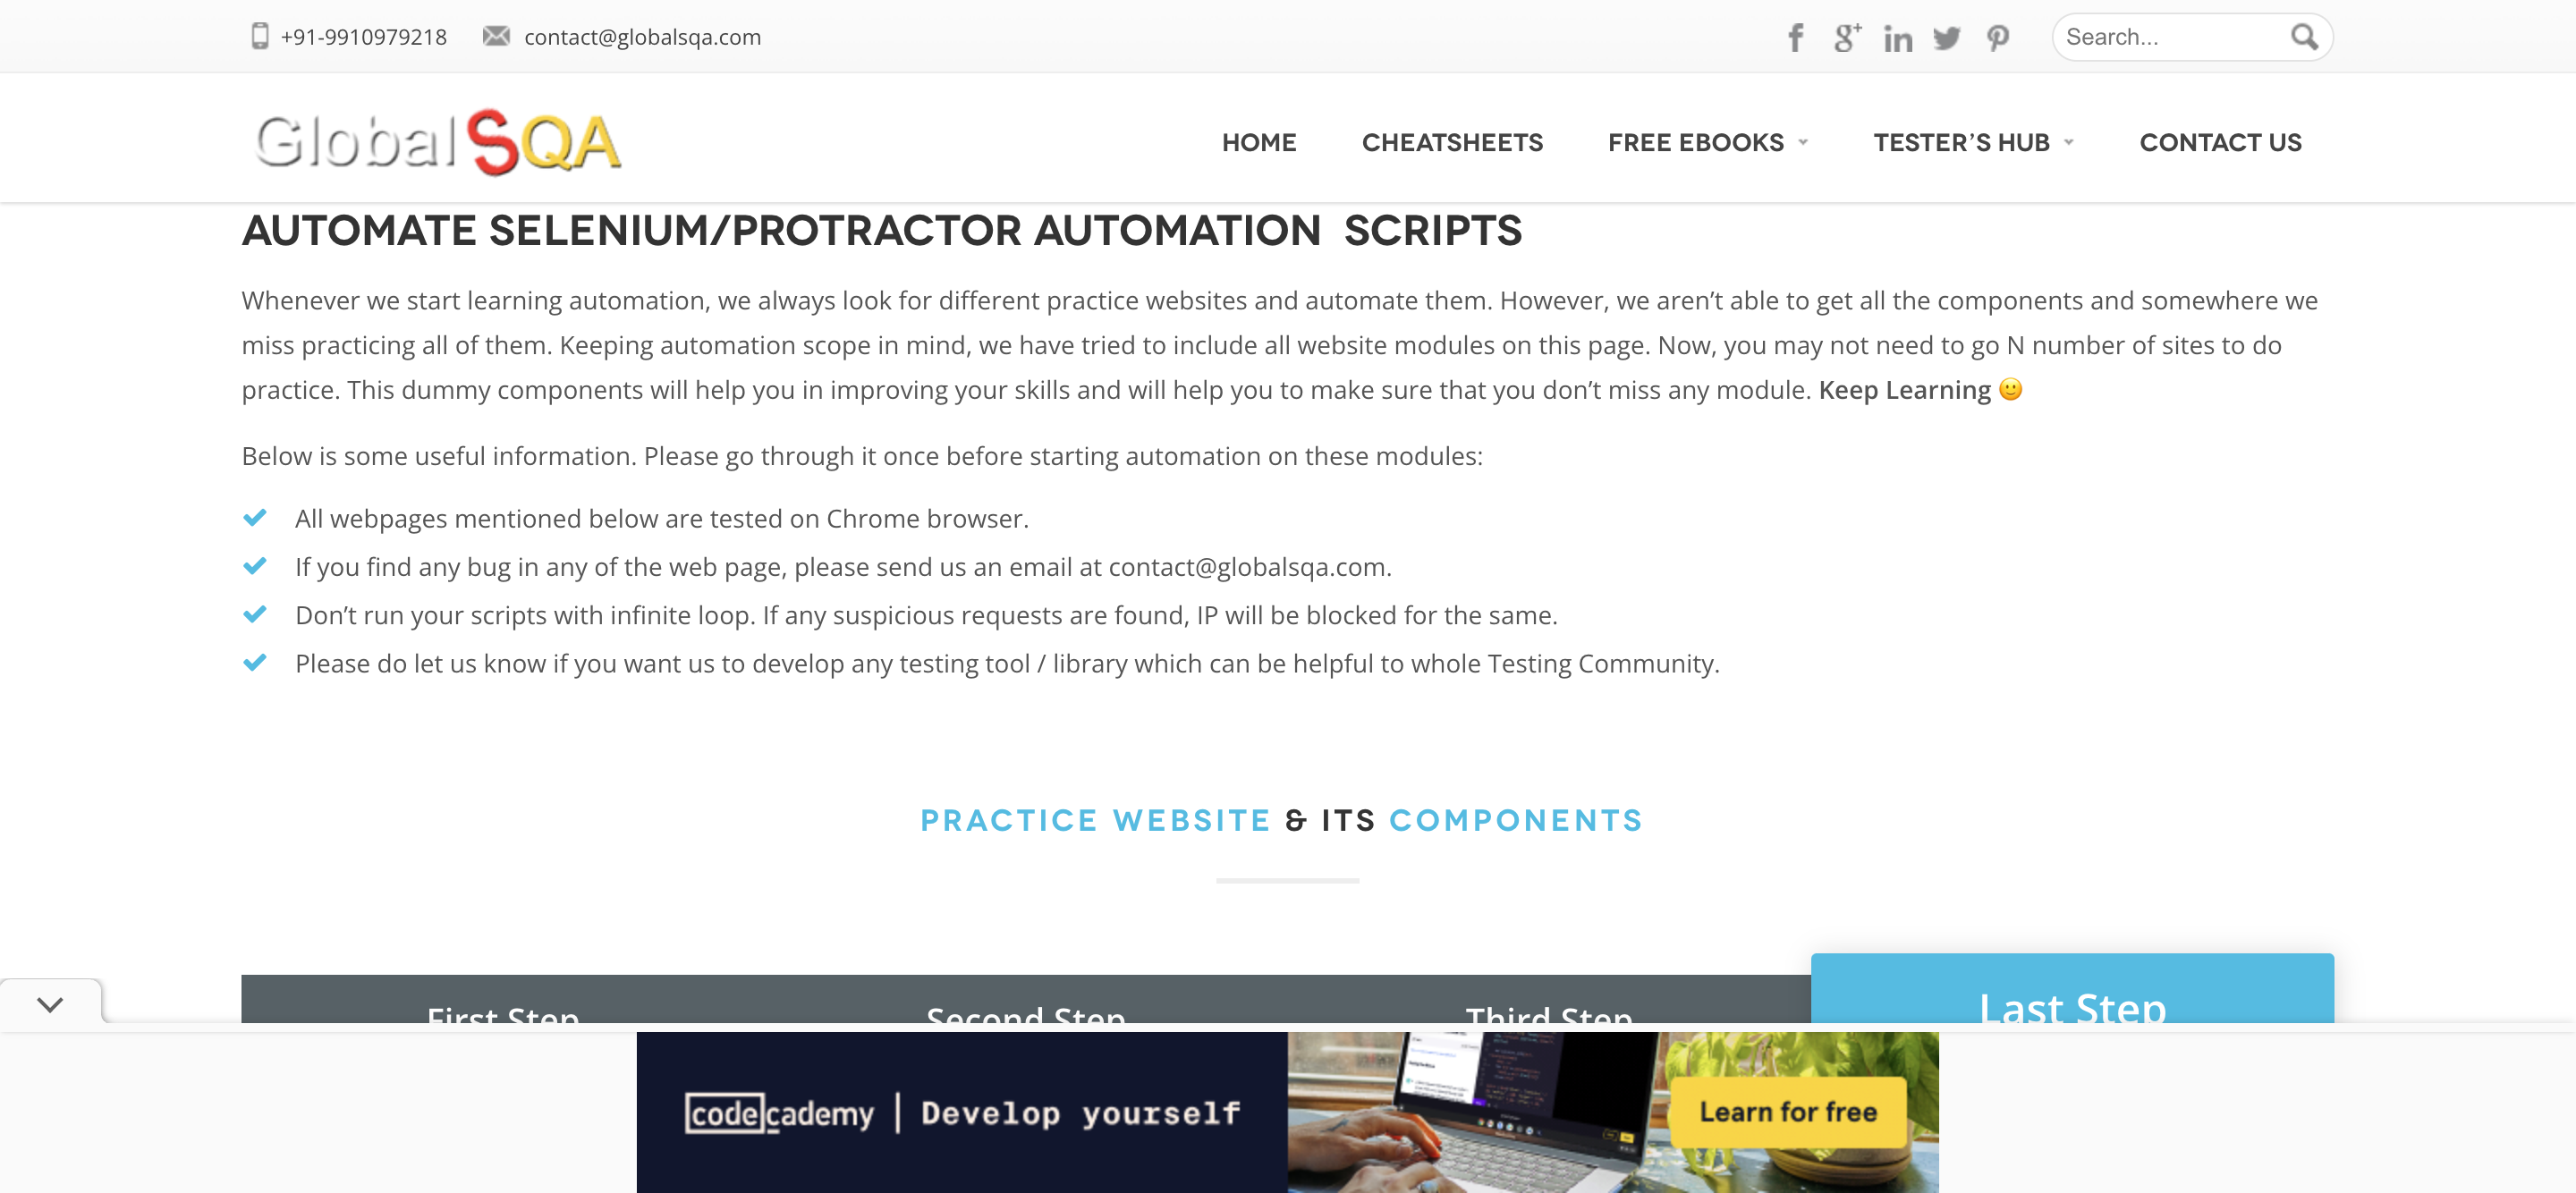 +91-9910979218 contact@globalsqa.com Search...
GlobalSQA HOME CHEATSHEETS FREE EBOOKS TESTER’S HUB CONTACT US
AUTOMATE SELENIUM/PROTRACTOR AUTOMATION SCRIPTS
Whenever we start learning automation, we always look for different practice websites and automate them. However, we aren’t able to get all the components and somewhere we
miss practicing all of them. Keeping automation scope in mind, we have tried to include all website modules on this page. Now, you may not need to go N number of sites to do
practice. This dummy components will help you in improving your skills and will help you to make sure that you don’t miss any module. Keep Learning 🙂
Below is some useful information. Please go through it once before starting automation on these modules:
All webpages mentioned below are tested on Chrome browser.
If you find any bug in any of the web page, please send us an email at contact@globalsqa.com.
Don’t run your scripts with infinite loop. If any suspicious requests are found, IP will be blocked for the same.
Please do let us know if you want us to develop any testing tool / library which can be helpful to whole Testing Community.
PRACTICE WEBSITE & ITS COMPONENTS
First Step Second Step Third Step Last Step
codecademy | Develop yourself Learn for free